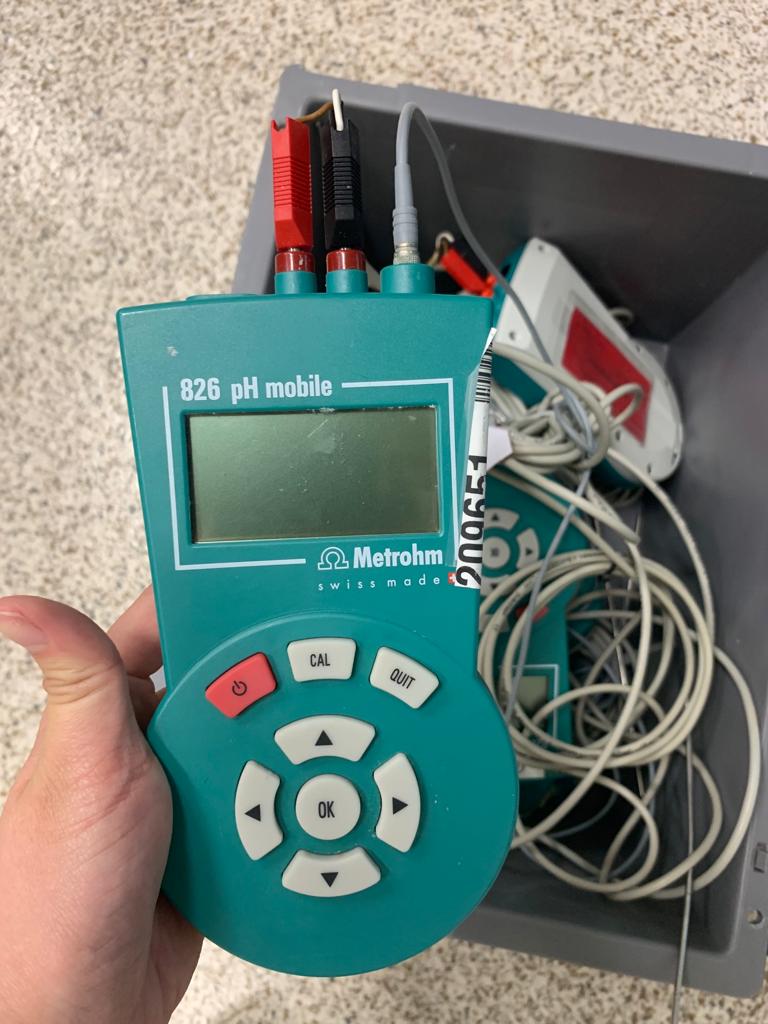 826 pH mobile
Metrohm
swiss made
209651
CAL
QUIT
OK